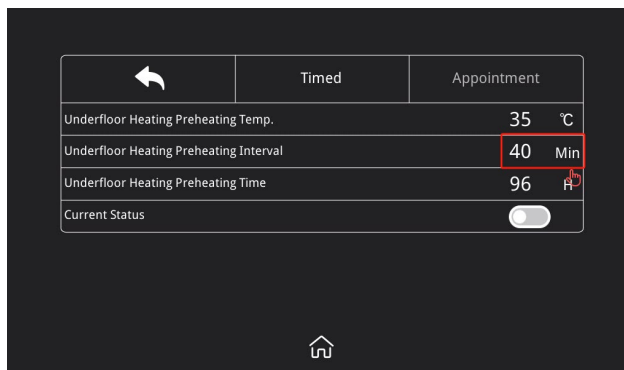 Timed Appointment
Underfloor Heating Preheating Temp. 35 ℃
Underfloor Heating Preheating Interval 40 Min
Underfloor Heating Preheating Time 96 H
Current Status